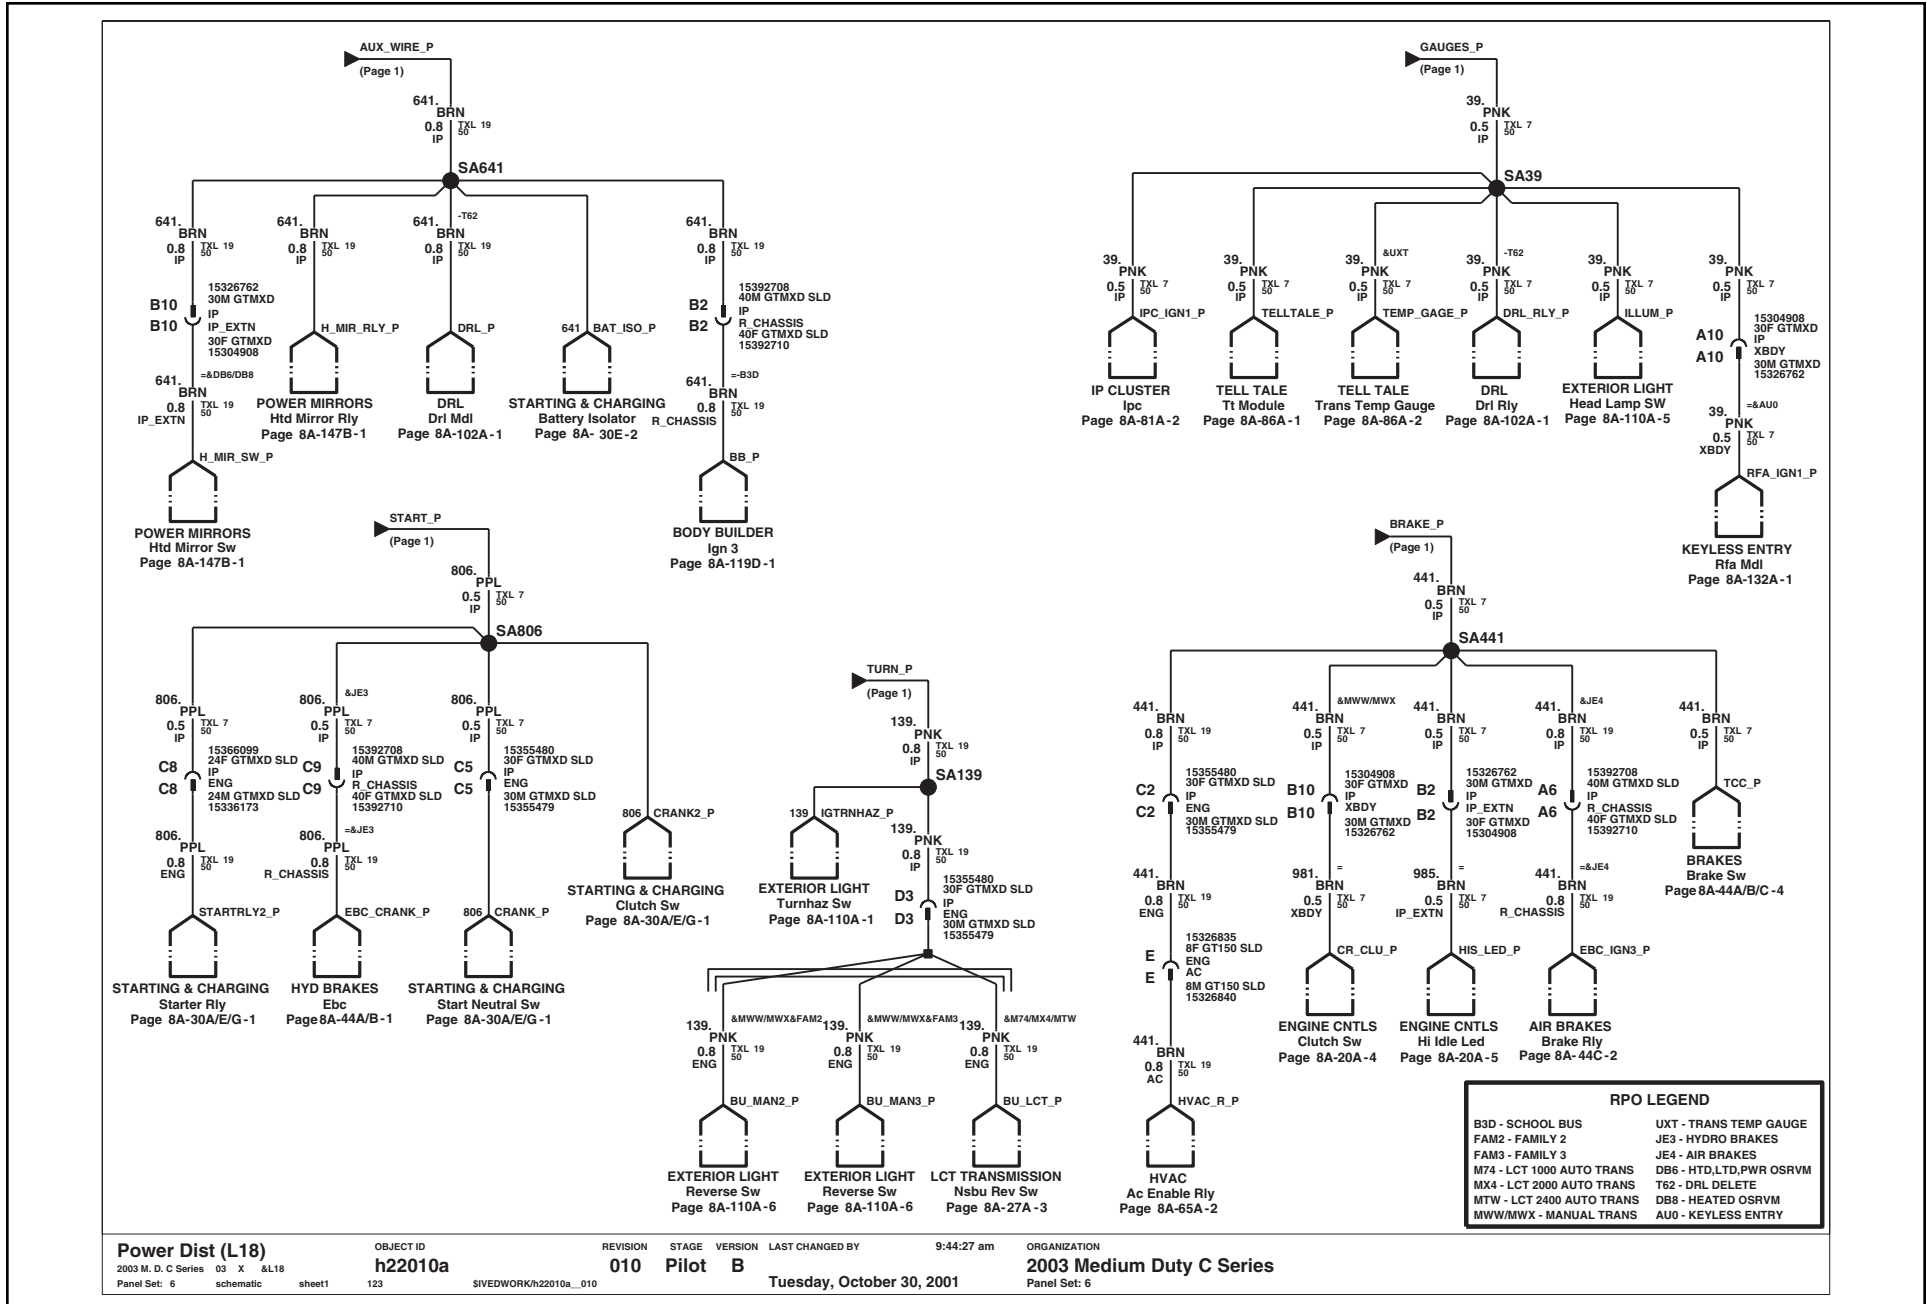 AUX_WIRE_P
(Page 1)
641.
BRN
0.8
TXL 19
50
IP
SA641
641.
BRN
0.8
TXL 19
50
IP
641.
BRN
0.8
TXL 19
50
IP
641.
-T62
BRN
0.8
TXL 19
50
IP
641.
BRN
0.8
TXL 19
50
IP
15326762
30M GTMXD
B10
IP
B10
IP_EXTN
30F GTMXD
15304908
641.
=&DB6/DB8
BRN
0.8
TXL 19
50
IP_EXTN
H_MIR_SW_P
POWER MIRRORS
Htd Mirror Sw
Page 8A-147B-1
H_MIR_RLY_P
POWER MIRRORS
Htd Mirror Rly
Page 8A-147B-1
DRL_P
DRL
Drl Mdl
Page 8A-102A-1
641
BAT_ISO_P
STARTING & CHARGING
Battery Isolator
Page 8A- 30E-2
15392708
40M GTMXD SLD
B2
IP
B2
R_CHASSIS
40F GTMXD SLD
15392710
641.
=-B3D
BRN
0.8
TXL 19
50
R_CHASSIS
BB_P
BODY BUILDER
Ign 3
Page 8A-119D-1
GAUGES_P
(Page 1)
39.
PNK
0.5
TXL 7
50
IP
SA39
39.
PNK
0.5
TXL 7
50
IP
39.
PNK
0.5
TXL 7
50
IP
39.
&UXT
PNK
0.5
TXL 7
50
IP
39.
-T62
PNK
0.5
TXL 7
50
IP
39.
PNK
0.5
TXL 7
50
IP
39.
PNK
0.5
TXL 7
50
IP
IPC_IGN1_P
IP CLUSTER
Ipc
Page 8A-81A-2
TELLTALE_P
TELL TALE
Tt Module
Page 8A-86A-1
TEMP_GAGE_P
TELL TALE
Trans Temp Gauge
Page 8A-86A-2
DRL_RLY_P
DRL
Drl Rly
Page 8A-102A-1
ILLUM_P
EXTERIOR LIGHT
Head Lamp SW
Page 8A-110A-5
15304908
30F GTMXD
A10
IP
A10
XBDY
30M GTMXD
15326762
39.
=&AU0
PNK
0.5
TXL 7
50
XBDY
RFA_IGN1_P
KEYLESS ENTRY
Rfa Mdl
Page 8A-132A-1
START_P
(Page 1)
806.
PPL
0.5
TXL 7
50
IP
SA806
806.
PPL
0.5
TXL 7
50
IP
806.
&JE3
PPL
0.5
TXL 7
50
IP
806.
PPL
0.5
TXL 7
50
IP
15366099
24F GTMXD SLD
C8
IP
C8
ENG
24M GTMXD SLD
15336173
806.
PPL
0.8
TXL 19
50
ENG
STARTRLY2_P
STARTING & CHARGING
Starter Rly
Page 8A-30A/E/G-1
15392708
40M GTMXD SLD
C9
IP
C9
R_CHASSIS
40F GTMXD SLD
15392710
806.
=&JE3
PPL
0.8
TXL 19
50
R_CHASSIS
EBC_CRANK_P
HYD BRAKES
Ebc
Page8A-44A/B-1
15355480
30F GTMXD SLD
C5
IP
C5
ENG
30M GTMXD SLD
15355479
806
CRANK_P
STARTING & CHARGING
Start Neutral Sw
Page 8A-30A/E/G-1
806
CRANK2_P
STARTING & CHARGING
Clutch Sw
Page 8A-30A/E/G-1
TURN_P
(Page 1)
139.
PNK
0.8
TXL 19
50
IP
SA139
139
IGTRNHAZ_P
EXTERIOR LIGHT
Turnhaz Sw
Page 8A-110A-1
139.
PNK
0.8
TXL 19
50
IP
15355480
30F GTMXD SLD
D3
IP
D3
ENG
30M GTMXD SLD
15355479
139.
&MWW/MWX&FAM2
PNK
0.8
TXL 19
50
ENG
BU_MAN2_P
EXTERIOR LIGHT
Reverse Sw
Page 8A-110A-6
139.
&MWW/MWX&FAM3
PNK
0.8
TXL 19
50
ENG
BU_MAN3_P
EXTERIOR LIGHT
Reverse Sw
Page 8A-110A-6
139.
&M74/MX4/MTW
PNK
0.8
TXL 19
50
ENG
BU_LCT_P
LCT TRANSMISSION
Nsbu Rev Sw
Page 8A-27A-3
BRAKE_P
(Page 1)
441.
BRN
0.5
TXL 7
50
IP
SA441
441.
BRN
0.8
TXL 19
50
IP
15355480
30F GTMXD SLD
C2
IP
C2
ENG
30M GTMXD SLD
15355479
441.
BRN
0.8
TXL 19
50
ENG
15326835
8F GT150 SLD
E
ENG
E
AC
8M GT150 SLD
15326840
441.
BRN
0.8
TXL 19
50
AC
HVAC_R_P
HVAC
Ac Enable Rly
Page 8A-65A-2
441.
&MWW/MWX
BRN
0.5
TXL 7
50
IP
15304908
30F GTMXD
B10
IP
B10
XBDY
30M GTMXD
15326762
981.
=
BRN
0.5
TXL 7
50
XBDY
CR_CLU_P
ENGINE CNTLS
Clutch Sw
Page 8A-20A-4
441.
BRN
0.5
TXL 7
50
IP
15326762
30M GTMXD
B2
IP
B2
IP_EXTN
30F GTMXD
15304908
985.
=
BRN
0.5
TXL 7
50
IP_EXTN
HIS_LED_P
ENGINE CNTLS
Hi Idle Led
Page 8A-20A-5
441.
&JE4
BRN
0.8
TXL 19
50
IP
15392708
40M GTMXD SLD
A6
IP
A6
R_CHASSIS
40F GTMXD SLD
15392710
441.
=&JE4
BRN
0.8
TXL 19
50
R_CHASSIS
EBC_IGN3_P
AIR BRAKES
Brake Rly
Page 8A-44C-2
441.
BRN
0.5
TXL 7
50
IP
TCC_P
BRAKES
Brake Sw
Page8A-44A/B/C-4
RPO LEGEND
B3D - SCHOOL BUS
FAM2 - FAMILY 2
FAM3 - FAMILY 3
M74 - LCT 1000 AUTO TRANS
MX4 - LCT 2000 AUTO TRANS
MTW - LCT 2400 AUTO TRANS
MWW/MWX - MANUAL TRANS
UXT - TRANS TEMP GAUGE
JE3 - HYDRO BRAKES
JE4 - AIR BRAKES
DB6 - HTD,LTD,PWR OSRVM
T62 - DRL DELETE
DB8 - HEATED OSRVM
AU0 - KEYLESS ENTRY
Power Dist (L18)
2003 M. D. C Series 03 X &L18
Panel Set: 6 schematic sheet1
OBJECT ID
h22010a
123
$IVEDWORK/h22010a__010
REVISION
010
STAGE
Pilot
VERSION
B
LAST CHANGED BY
9:44:27 am
Tuesday, October 30, 2001
ORGANIZATION
2003 Medium Duty C Series
Panel Set: 6